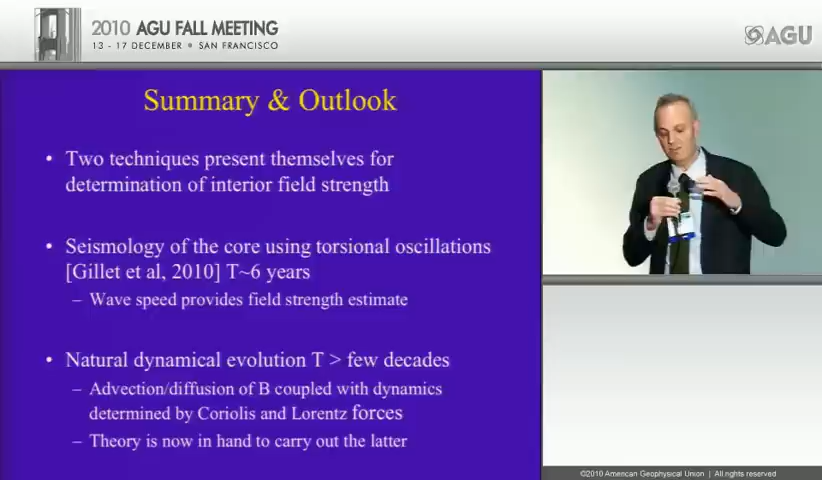 2010 AGU FALL MEETING
13 - 17 DECEMBER • SAN FRANCISCO
AGU
Summary & Outlook
• Two techniques present themselves for
determination of interior field strength
• Seismology of the core using torsional oscillations
[Gillet et al, 2010] T~6 years
– Wave speed provides field strength estimate
• Natural dynamical evolution T > few decades
– Advection/diffusion of B coupled with dynamics
determined by Coriolis and Lorentz forces
– Theory is now in hand to carry out the latter
©2010 American Geophysical Union | All rights reserved